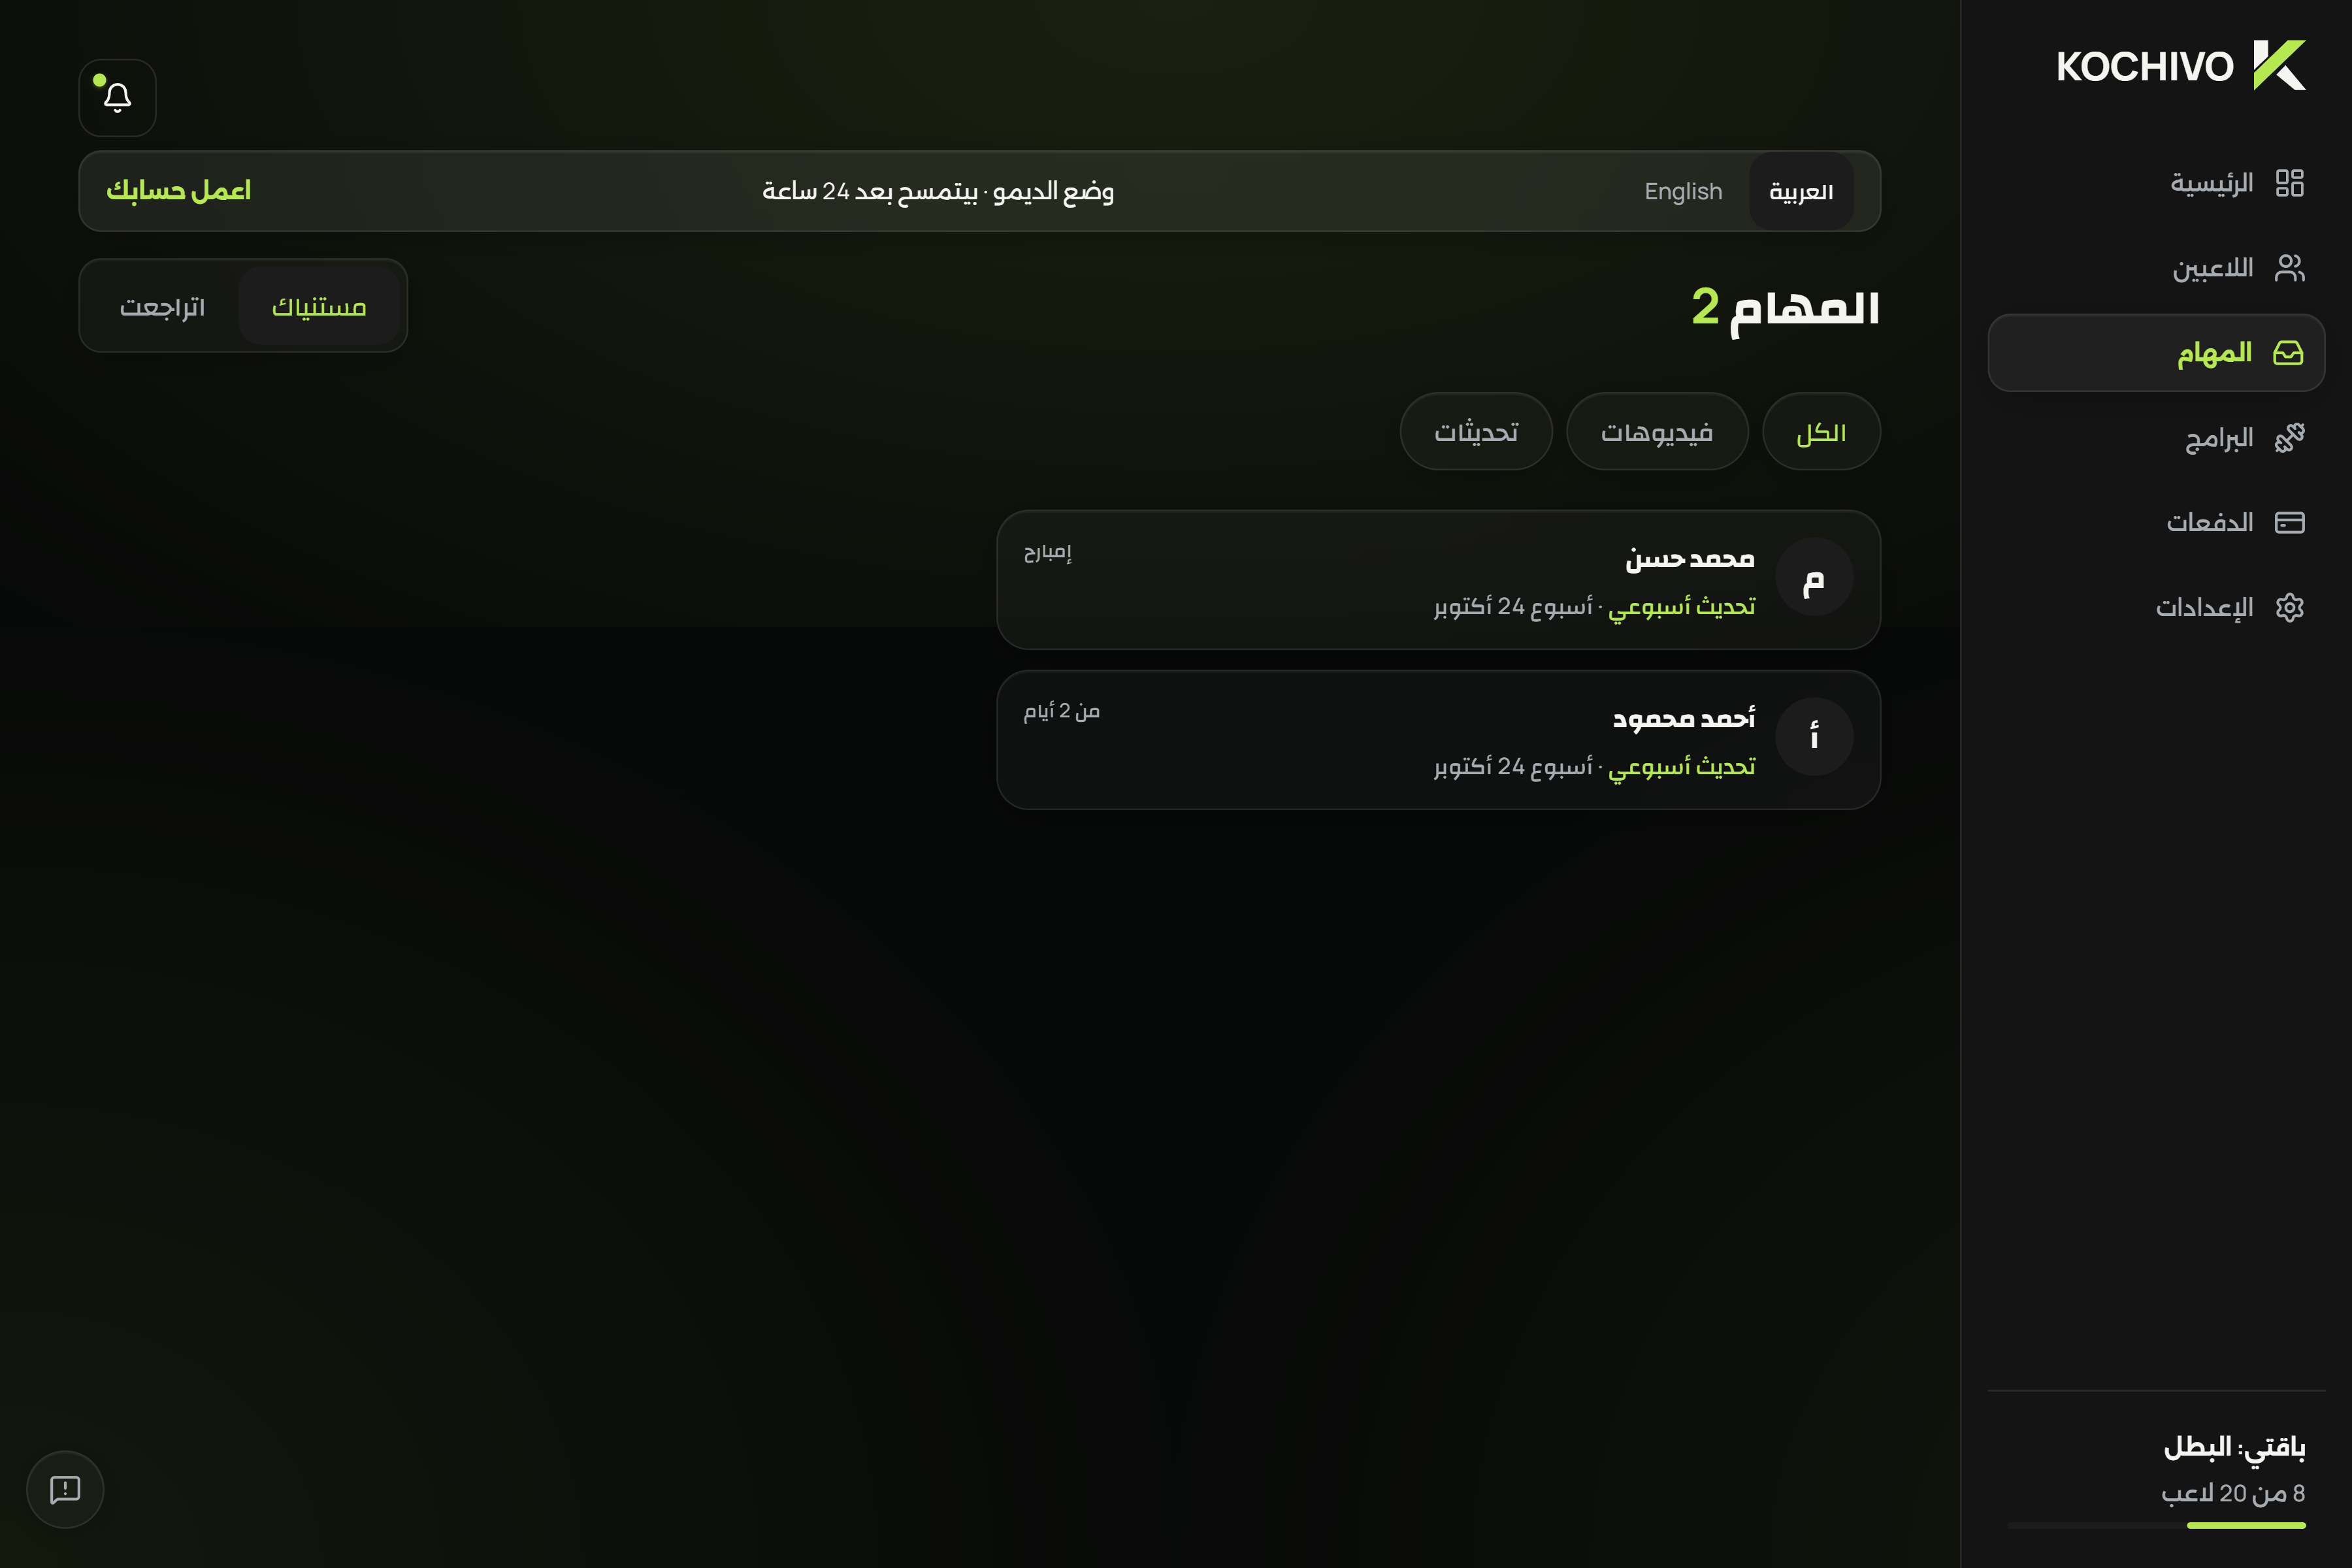 KOCHIVO
الرئيسية
اللاعبين
المهام
البرامج
الدفعات
الإعدادات
باقتي: البطل
8 من 20 لاعب
العربية
English
وضع الديمو · بيتمسح بعد 24 ساعة
اعمل حسابك
المهام 2
مستنياك
اتراجعت
الكل
فيديوهات
تحديثات
م
محمد حسن
إمبارح
تحديث أسبوعي · أسبوع 24 أكتوبر
أ
أحمد محمود
من 2 أيام
تحديث أسبوعي · أسبوع 24 أكتوبر